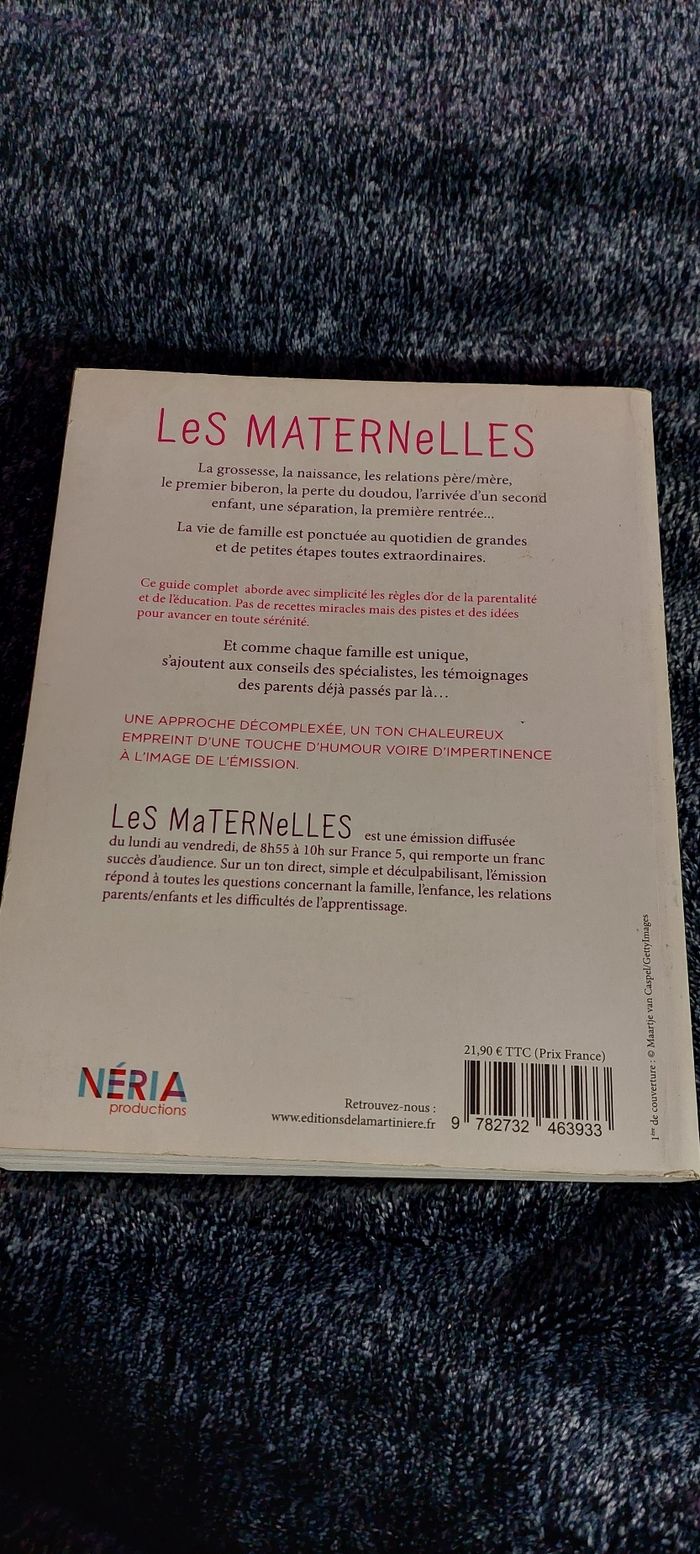 LeS MATERNeLLES
La grossesse, la naissance, les relations père/mère,
le premier biberon, la perte du doudou, l'arrivée d'un second
enfant, une séparation, la première rentrée...
La vie de famille est ponctuée au quotidien de grandes
et de petites étapes toutes extraordinaires.
Ce guide complet aborde avec simplicité les règles d'or de la parentalité
et de l'éducation. Pas de recettes miracles mais des pistes et des idées
pour avancer en toute sérénité.
Et comme chaque famille est unique,
s'ajoutent aux conseils des spécialistes, les témoignages
des parents déjà passés par là...
UNE APPROCHE DÉCOMPLEXÉE, UN TON CHALEUREUX
EMPREINT D'UNE TOUCHE D'HUMOUR VOIRE D'IMPERTINENCE
À L'IMAGE DE L'ÉMISSION.
LeS MaTERNeLLES est une émission diffusée
du lundi au vendredi, de 8h55 à 10h sur France 5, qui remporte un franc
succès d'audience. Sur un ton direct, simple et déculpabilisant, l'émission
répond à toutes les questions concernant la famille, l'enfance, les relations
parents/enfants et les difficultés de l'apprentissage.
NÉRIA
productions
Retrouvez-nous :
www.editionsdelamartiniere.fr
21,90 € TTC (Prix France)
9 782732 463933
1ère de couverture : © Maartje van Caspel/GettyImages